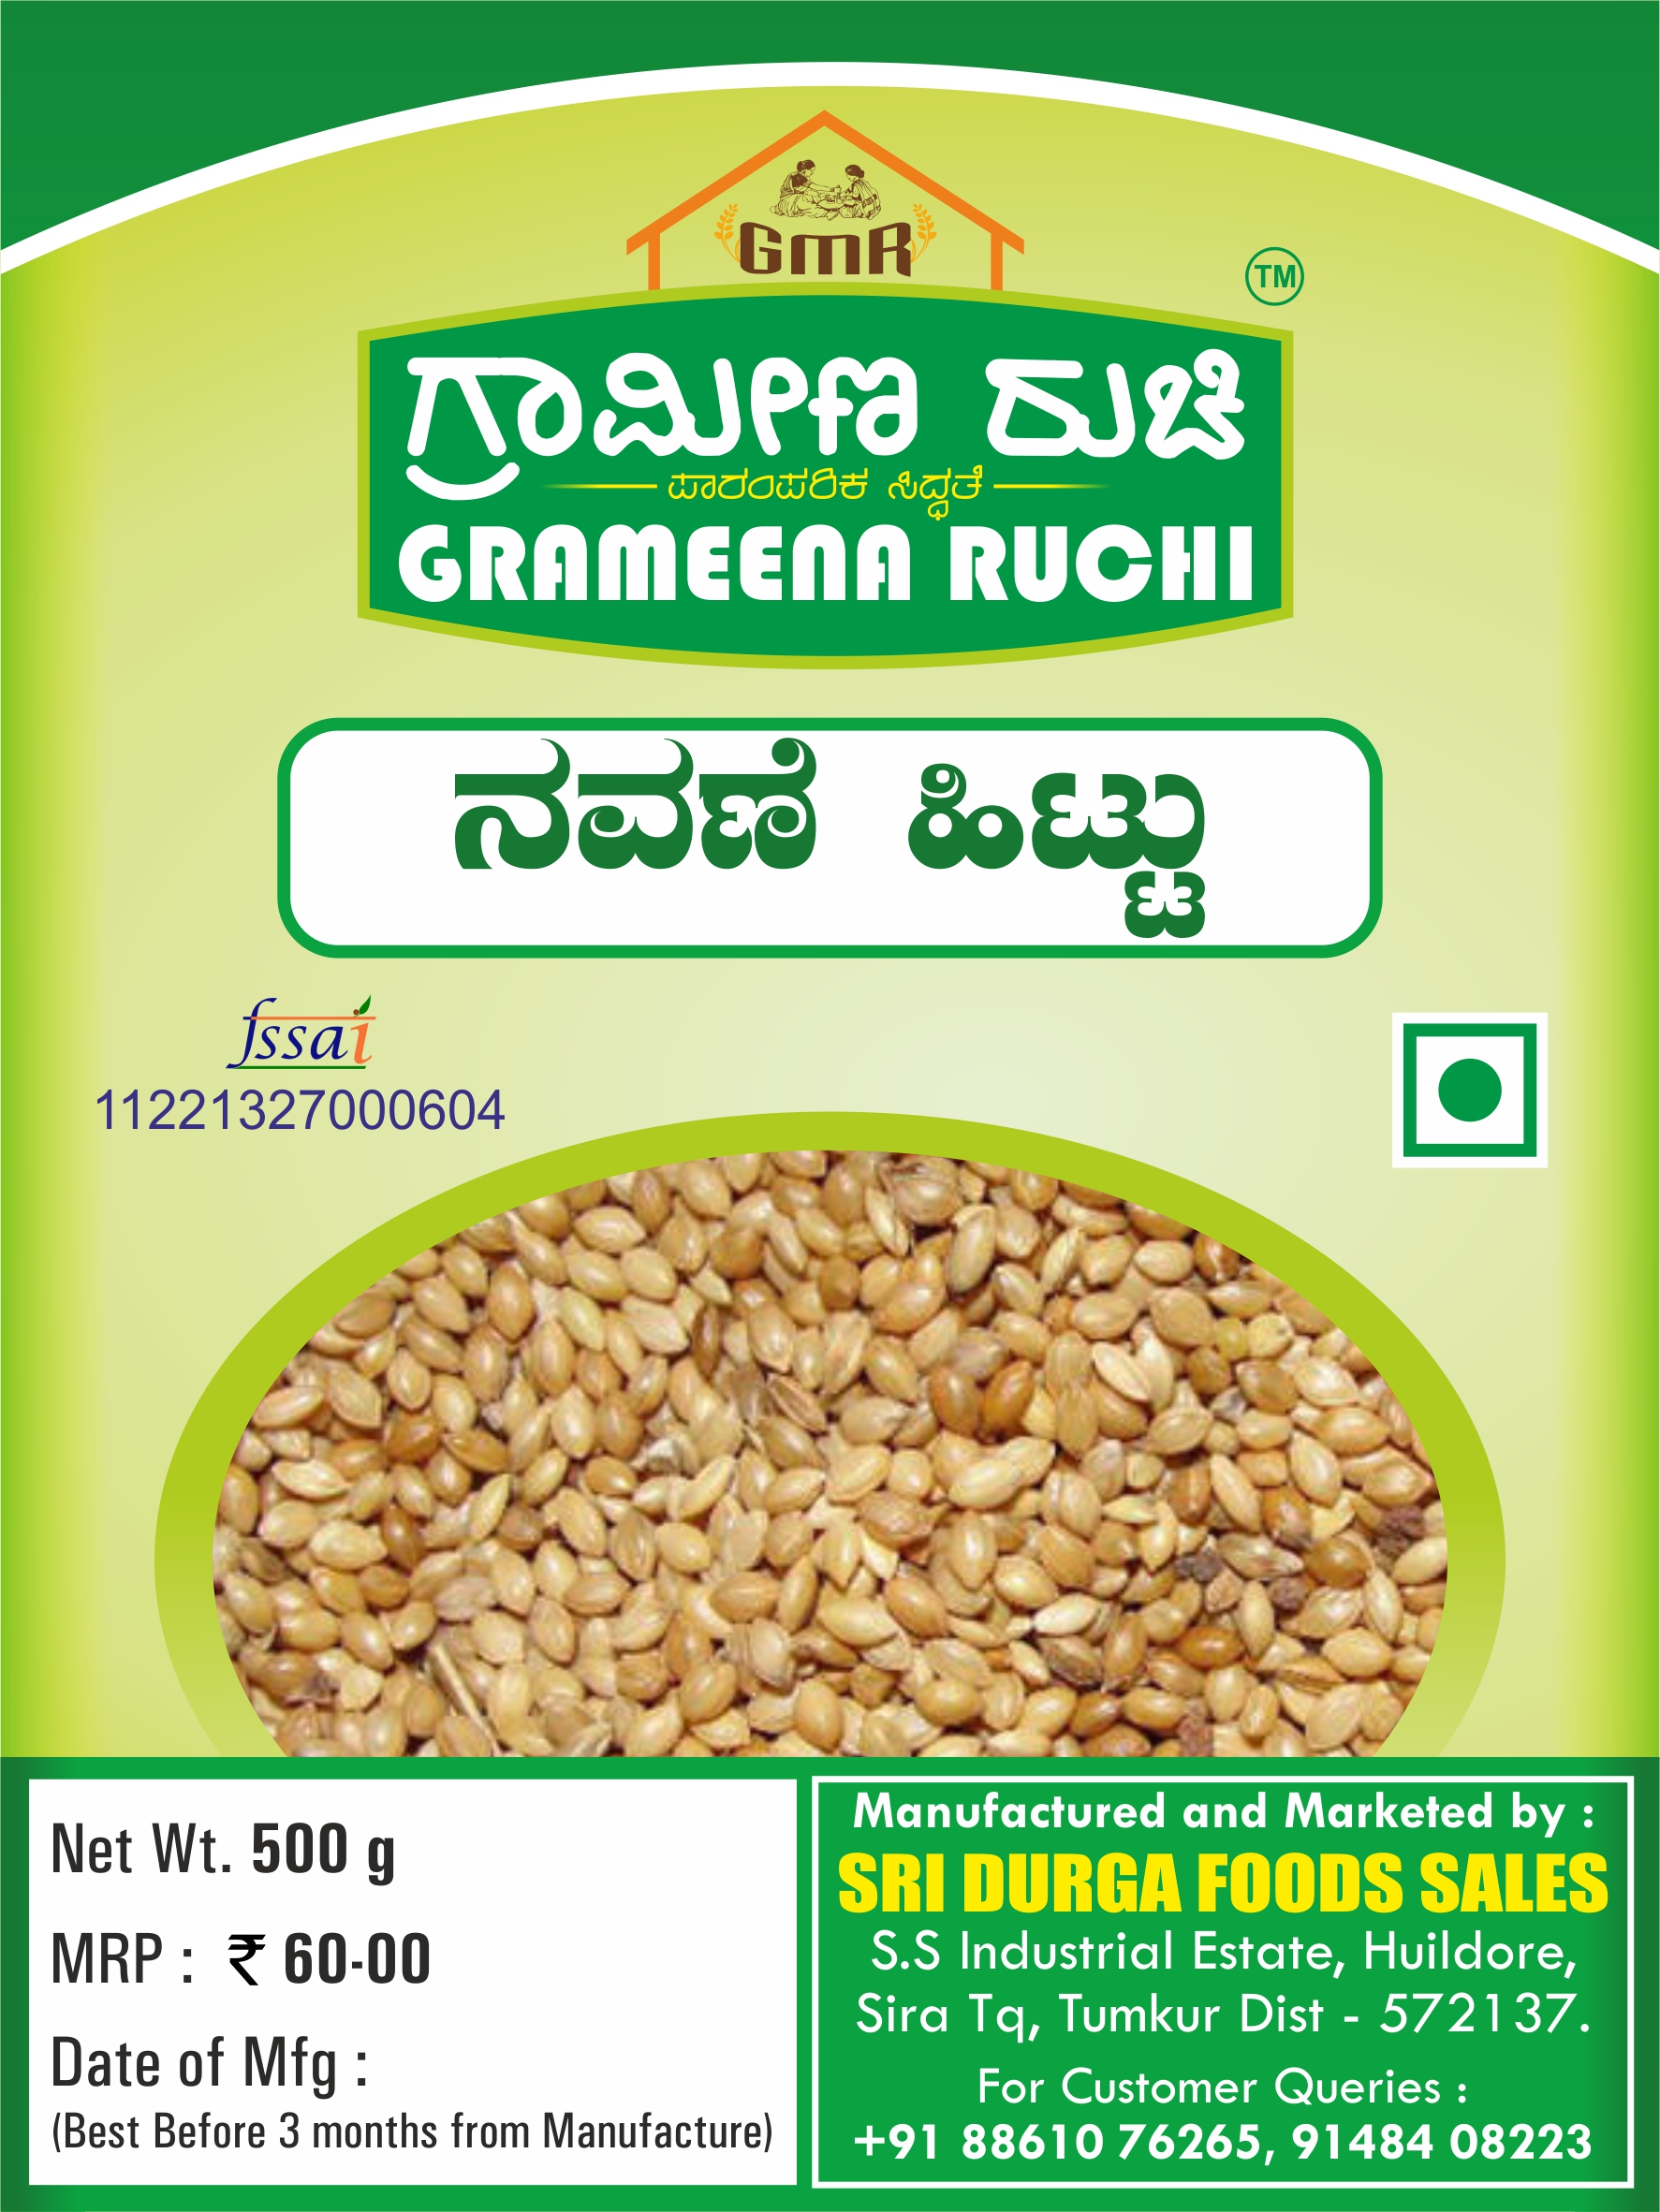 GMR
TM
ಗ್ರಾಮೀಣ ರುಚಿ
ಪಾರಂಪರಿಕ ಸಿದ್ಧತೆ
GRAMEENA RUCHI
ನವಣೆ ಹಿಟ್ಟು
fssai
11221327000604
Net Wt. 500 g
MRP : ₹ 60-00
Date of Mfg :
(Best Before 3 months from Manufacture)
Manufactured and Marketed by :
SRI DURGA FOODS SALES
S.S Industrial Estate, Huildore,
Sira Tq, Tumkur Dist - 572137.
For Customer Queries :
+91 88610 76265, 91484 08223